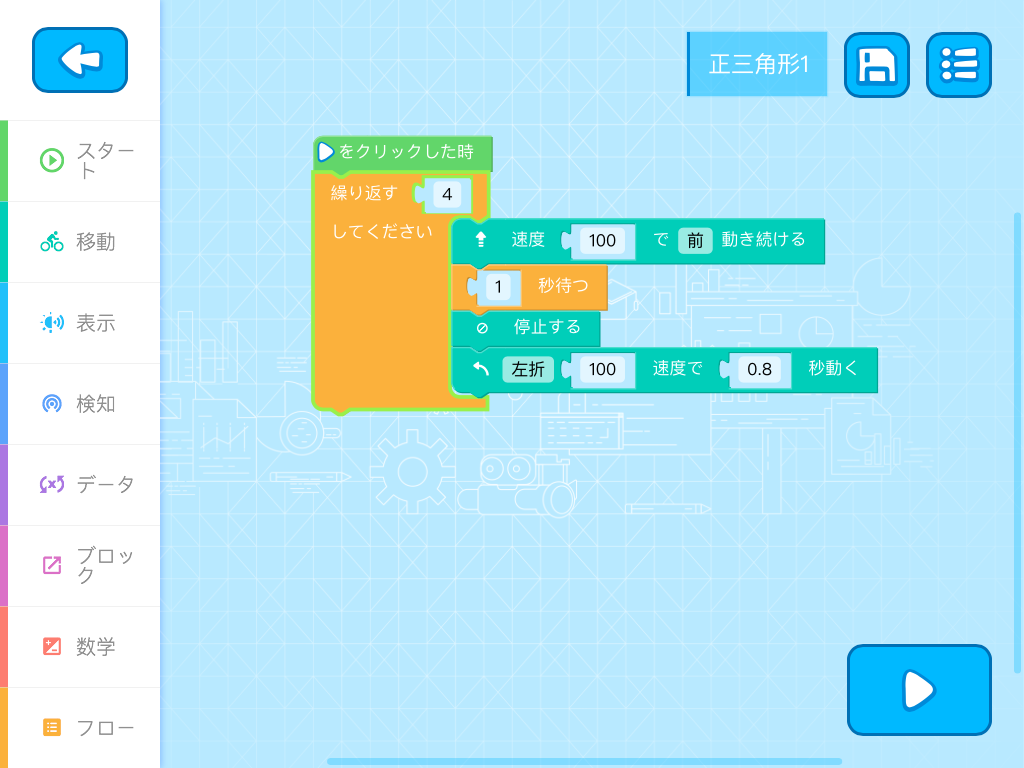 正三角形1
スタート
移動
表示
検知
データ
ブロック
数学
フロー
をクリックした時
繰り返す 4
してください
速度 100 で 前 動き続ける
1 秒待つ
停止する
左折 100 速度で 0.8 秒動く